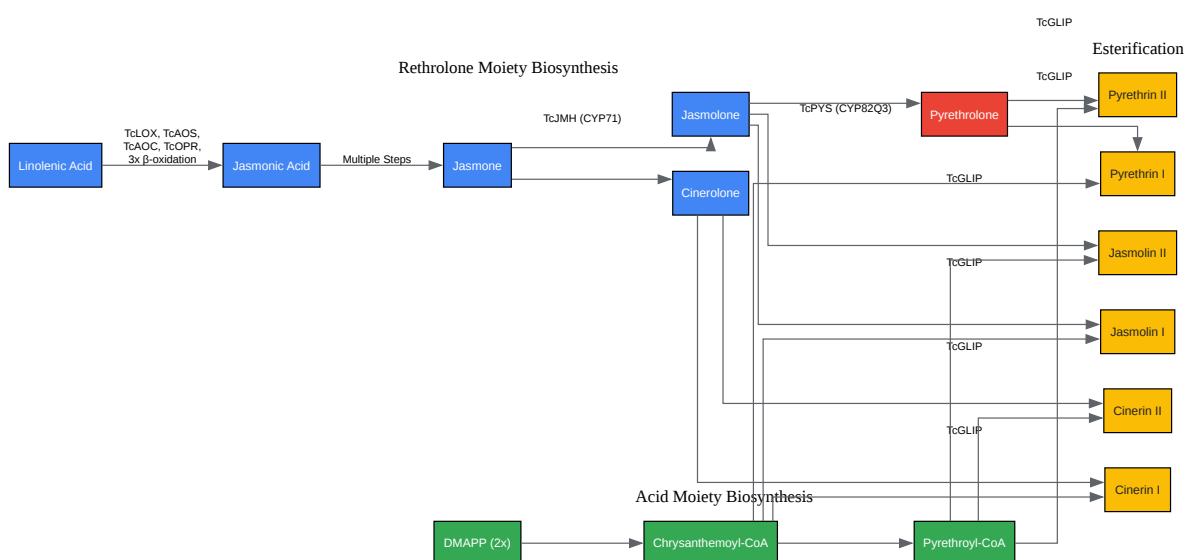 TcGLIP
Esterification
Rethrolone Moiety Biosynthesis
TcGLIP
Pyrethrin II
TcJMH (CYP71)
Jasmolone
TcPYS (CYP82Q3)
Pyrethrolone
TcLOX, TcAOS,
TcAOC, TcOPR,
3x β-oxidation
Linolenic Acid
Jasmonic Acid
Multiple Steps
Jasmone
Cinerolone
TcGLIP
Pyrethrin I
Jasmolin II
TcGLIP
Jasmolin I
TcGLIP
Cinerin II
TcGLIP
Cinerin I
Acid Moiety Biosynthesis
DMAPP (2x)
Chrysanthemoyl-CoA
Pyrethroyl-CoA